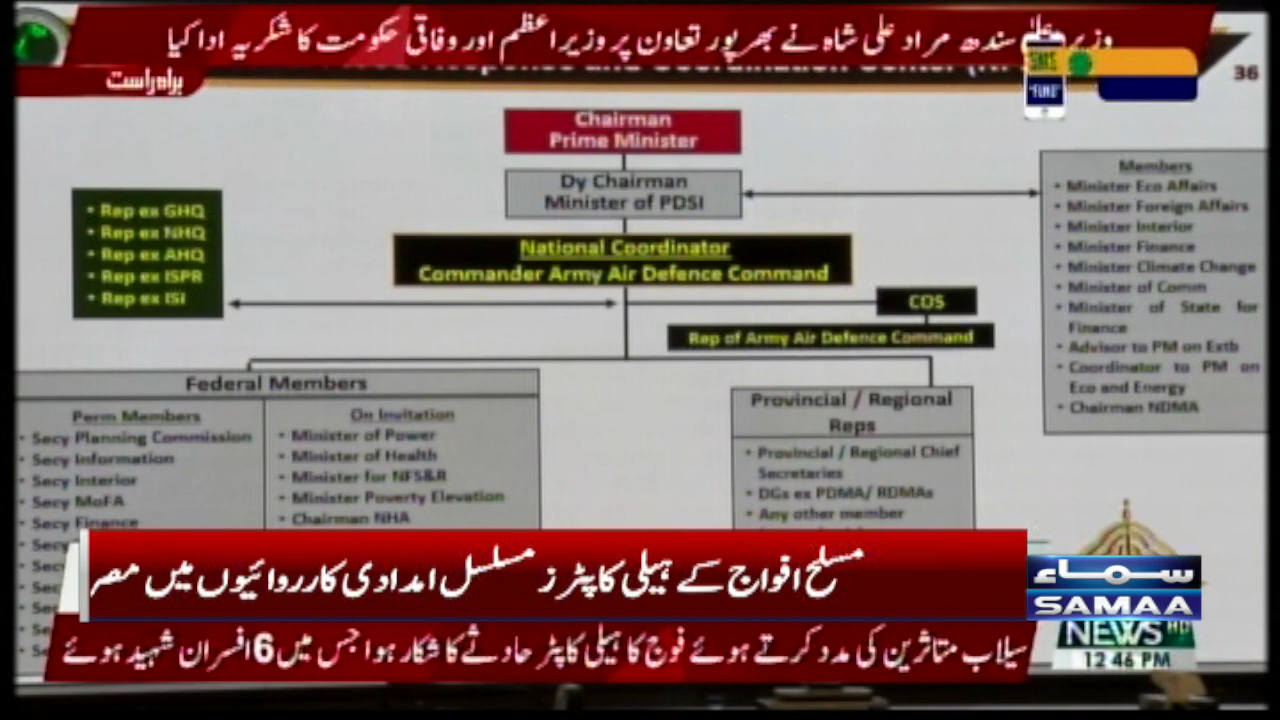 وزیر اعلیٰ سندھ مراد علی شاہ نے بھرپور تعاون پر وزیراعظم اور وفاقی حکومت کا شکریہ ادا کیا
براہ راست
SMS
"FUND"
36
Chairman
Prime Minister
Dy Chairman
Minister of PDSI
Members
• Minister Eco Affairs
• Minister Foreign Affairs
• Minister Interior
• Minister Finance
• Minister Climate Change
• Minister of Comm
• Minister of State for
Finance
• Advisor to PM on Estb
• Coordinator to PM on
Eco and Energy
• Chairman NDMA
• Rep ex GHQ
• Rep ex NHQ
• Rep ex AHQ
• Rep ex ISPR
• Rep ex ISI
National Coordinator
Commander Army Air Defence Command
COS
Rep of Army Air Defence Command
Federal Members
Perm Members
• Secy Planning Commission
• Secy Information
• Secy Interior
• Secy MoFA
• Secy Finance
• Secy
• Sec
• Sec
• Se
• Se
On Invitation
• Minister of Power
• Minister of Health
• Minister for NFS&R
• Minister Poverty Elevation
• Chairman NHA
Provincial / Regional
Reps
• Provincial / Regional Chief
Secretaries
• DGs ex PDMA/ RDMAs
• Any other member
مسلح افواج کے ہیلی کاپٹرز مسلسل امدادی کارروائیوں میں مصر
سیلاب متاثرین کی مدد کرتے ہوئے فوج کا ہیلی کاپٹر حادثے کا شکار ہوا جس میں 6 افسران شہید ہوئے
سماء
SAMAA
NEWS HD
12:46 PM